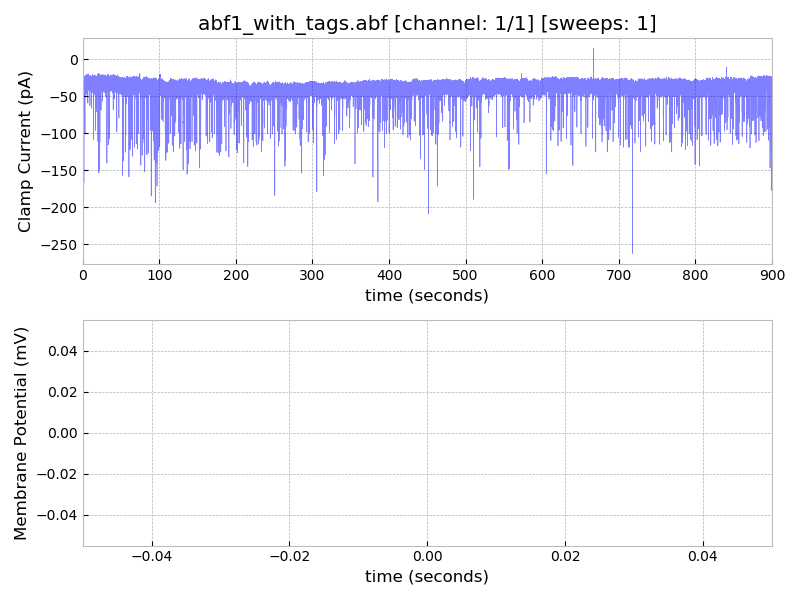 abf1_with_tags.abf [channel: 1/1] [sweeps: 1]
Clamp Current (pA)
0
−50
−100
−150
−200
−250
0 100 200 300 400 500 600 700 800 900
time (seconds)
Membrane Potential (mV)
0.04
0.02
0.00
−0.02
−0.04
−0.04 −0.02 0.00 0.02 0.04
time (seconds)